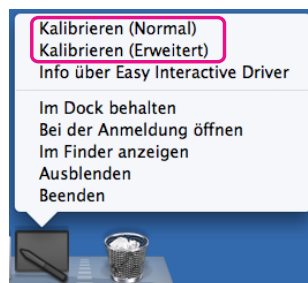 Kalibrieren (Normal)
Kalibrieren (Erweitert)
Info über Easy Interactive Driver
Im Dock behalten
Bei der Anmeldung öffnen
Im Finder anzeigen
Ausblenden
Beenden